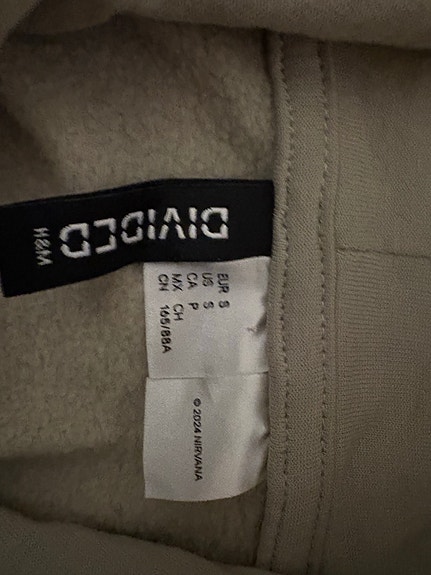 DIVIDED
H&M
EUR S
US S
CA P
MX CH
CN 165/88A
© 2024 NIRVANA